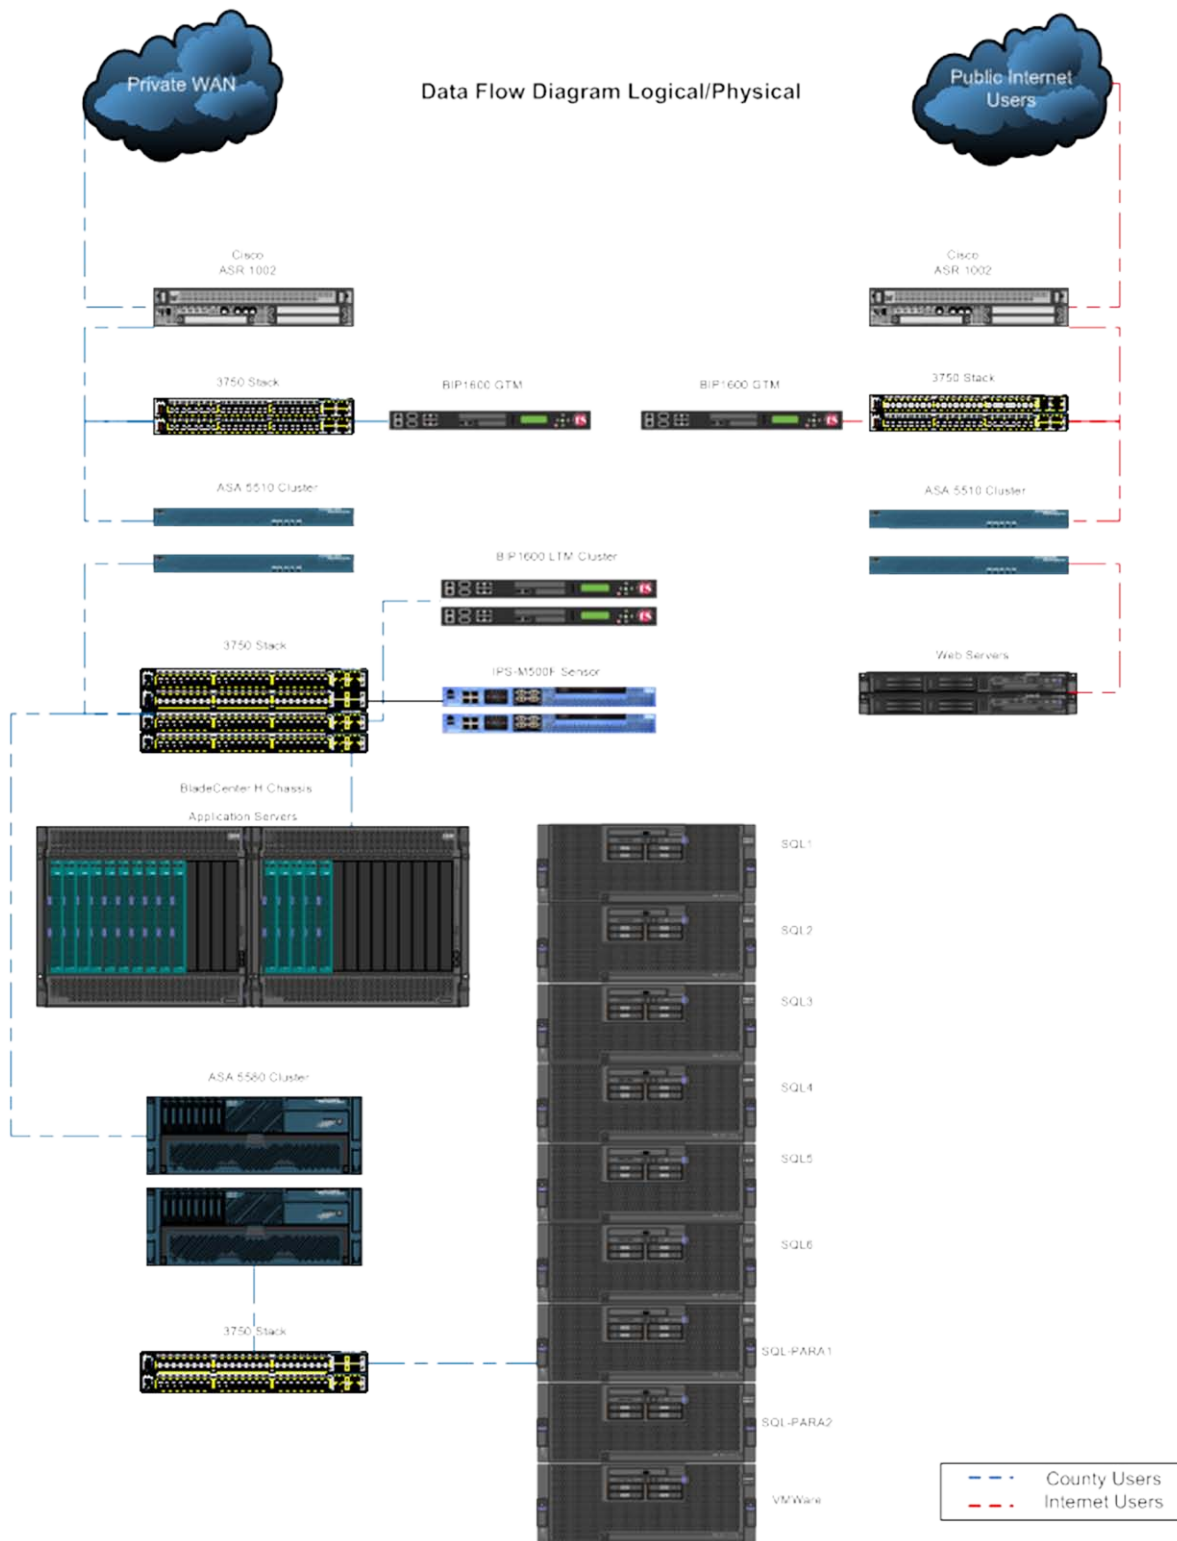 Private WAN
Data Flow Diagram Logical/Physical
Public Internet
Users
Cisco
ASR 1002
Cisco
ASR 1002
3750 Stack
BIP1600 GTM
BIP1600 GTM
3750 Stack
ASA 5510 Cluster
ASA 5510 Cluster
BIP1600 LTM Cluster
3750 Stack
IPS-M500F Sensor
Web Servers
BladeCenter H Chassis
Application Servers
SQL1
SQL2
SQL3
SQL4
ASA 5580 Cluster
SQL5
SQL6
3750 Stack
SQL-PARA1
SQL-PARA2
VMWare
County Users
Internet Users